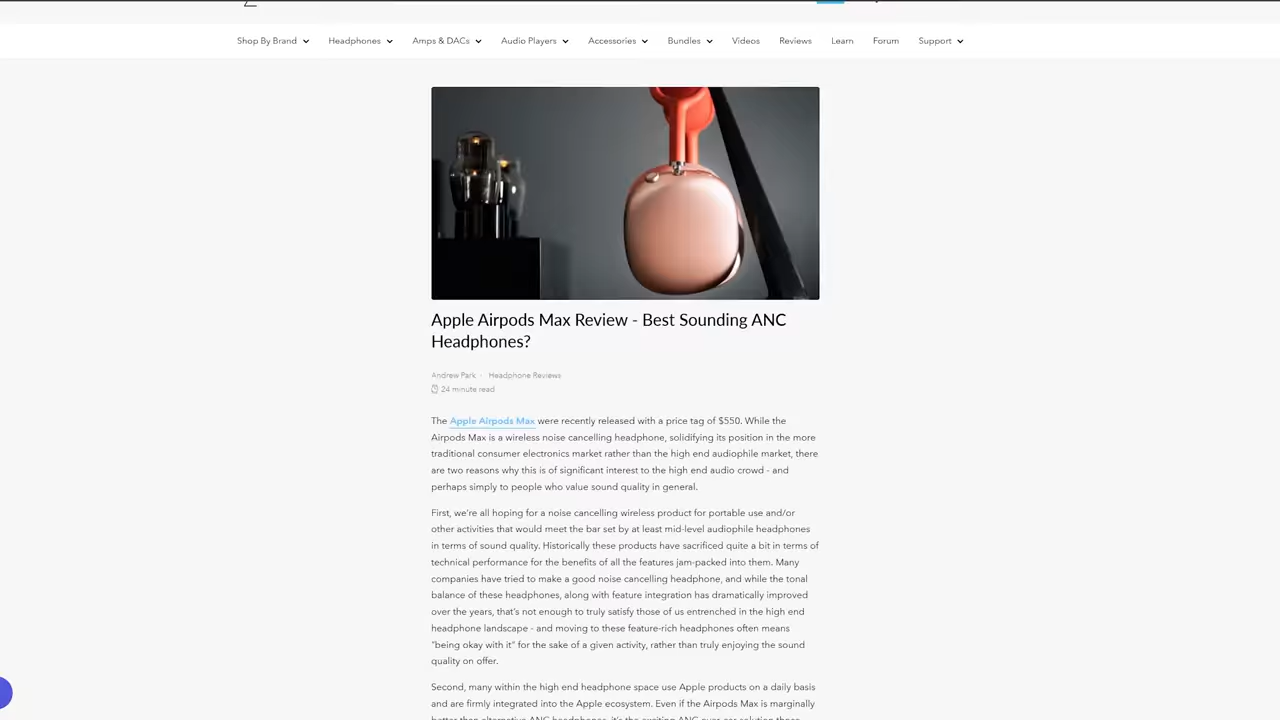 Shop By Brand Headphones Amps & DACs Audio Players Accessories Bundles Videos Reviews Learn Forum Support
Apple Airpods Max Review - Best Sounding ANC
Headphones?
Andrew Park · Headphone Reviews
24 minute read
The Apple Airpods Max were recently released with a price tag of $550. While the
Airpods Max is a wireless noise cancelling headphone, solidifying its position in the more
traditional consumer electronics market rather than the high end audiophile market, there
are two reasons why this is of significant interest to the high end audio crowd - and
perhaps simply to people who value sound quality in general.
First, we're all hoping for a noise cancelling wireless product for portable use and/or
other activities that would meet the bar set by at least mid-level audiophile headphones
in terms of sound quality. Historically these products have sacrificed quite a bit in terms of
technical performance for the benefits of all the features jam-packed into them. Many
companies have tried to make a good noise cancelling headphone, and while the tonal
balance of these headphones, along with feature integration has dramatically improved
over the years, that's not enough to truly satisfy those of us entrenched in the high end
headphone landscape - and moving to these feature-rich headphones often means
"being okay with it" for the sake of a given activity, rather than truly enjoying the sound
quality on offer.
Second, many within the high end headphone space use Apple products on a daily basis
and are firmly integrated into the Apple ecosystem. Even if the Airpods Max is marginally
better than alternative ANC headphones, it's the exciting ANC over-ear solution those